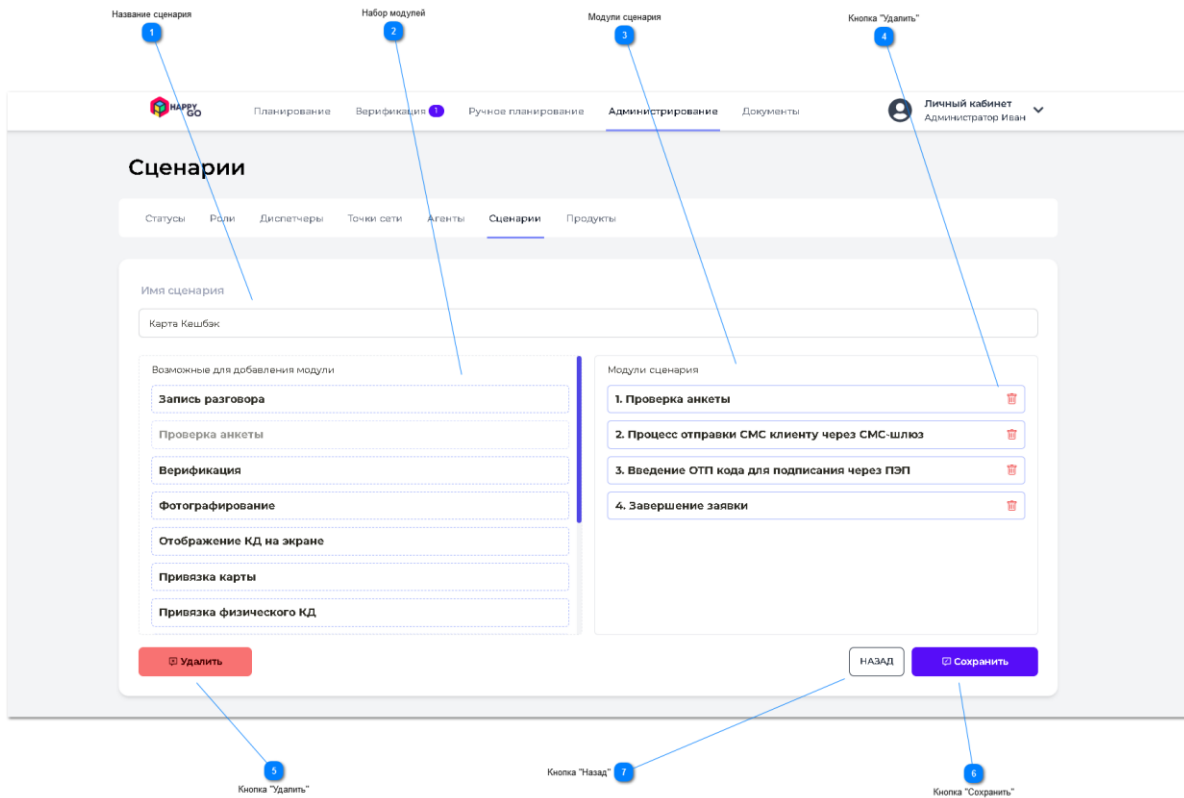 Название сценария
Набор модулей
Модули сценария
Кнопка "Удалить"
1
2
3
4
HAPPY
GO
Планирование
Верификация 1
Ручное планирование
Администрирование
Документы
Личный кабинет
Администратор Иван
Сценарии
Статусы
Роли
Диспетчеры
Точки сети
Агенты
Сценарии
Продукты
Имя сценария
Карта Кешбэк
Возможные для добавления модули
Запись разговора
Проверка анкеты
Верификация
Фотографирование
Отображение КД на экране
Привязка карты
Привязка физического КД
Модули сценария
1. Проверка анкеты
2. Процесс отправки СМС клиенту через СМС-шлюз
3. Введение ОТП кода для подписания через ПЭП
4. Завершение заявки
Удалить
НАЗАД
Сохранить
5
Кнопка "Удалить"
Кнопка "Назад"
7
6
Кнопка "Сохранить"